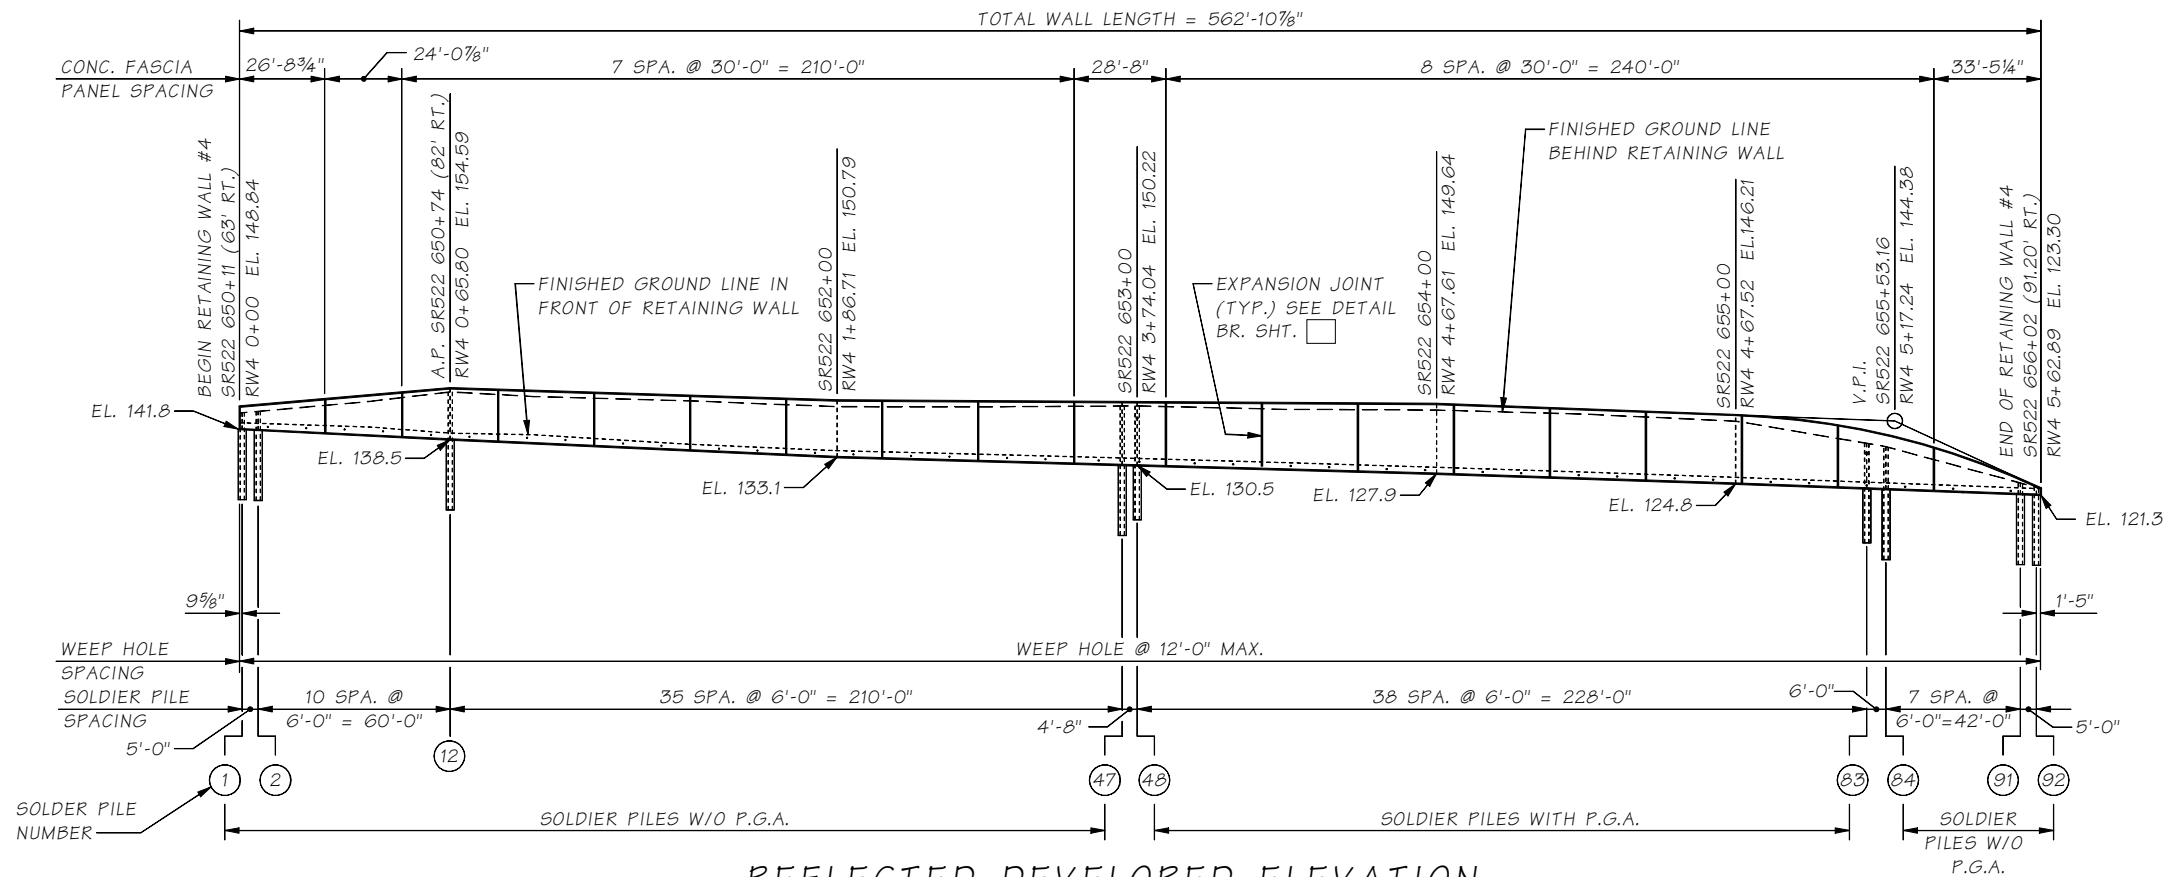 TOTAL WALL LENGTH = 562'-10⅞"
CONC. FASCIA
PANEL SPACING
26'-8¾"
24'-0⅞"
7 SPA. @ 30'-0" = 210'-0"
28'-8"
8 SPA. @ 30'-0" = 240'-0"
33'-5¼"
BEGIN RETAINING WALL #4
SR522 650+11 (63' RT.)
RW4 0+00 EL. 148.84
A.P. SR522 650+74 (82' RT.)
RW4 0+65.80 EL. 154.59
SR522 652+00
RW4 1+86.71 EL. 150.79
SR522 653+00
RW4 3+74.04 EL. 150.22
SR522 654+00
RW4 4+67.61 EL. 149.64
SR522 655+00
RW4 4+67.52 EL.146.21
V.P.I.
SR522 655+53.16
RW4 5+17.24 EL. 144.38
END OF RETAINING WALL #4
SR522 656+02 (91.20' RT.)
RW4 5+62.89 EL. 123.30
FINISHED GROUND LINE
BEHIND RETAINING WALL
FINISHED GROUND LINE IN
FRONT OF RETAINING WALL
EXPANSION JOINT
(TYP.) SEE DETAIL
BR. SHT.
EL. 141.8
EL. 138.5
EL. 133.1
EL. 130.5
EL. 127.9
EL. 124.8
EL. 121.3
9⅝"
1'-5"
WEEP HOLE
SPACING
WEEP HOLE @ 12'-0" MAX.
SOLDIER PILE
SPACING
5'-0"
10 SPA. @
6'-0" = 60'-0"
35 SPA. @ 6'-0" = 210'-0"
4'-8"
38 SPA. @ 6'-0" = 228'-0"
6'-0"
7 SPA. @
6'-0"=42'-0"
5'-0"
1
2
12
47
48
83
84
91
92
SOLDER PILE
NUMBER
SOLDIER PILES W/O P.G.A.
SOLDIER PILES WITH P.G.A.
SOLDIER
PILES W/O
P.G.A.
REFLECTED DEVELOPED ELEVATION